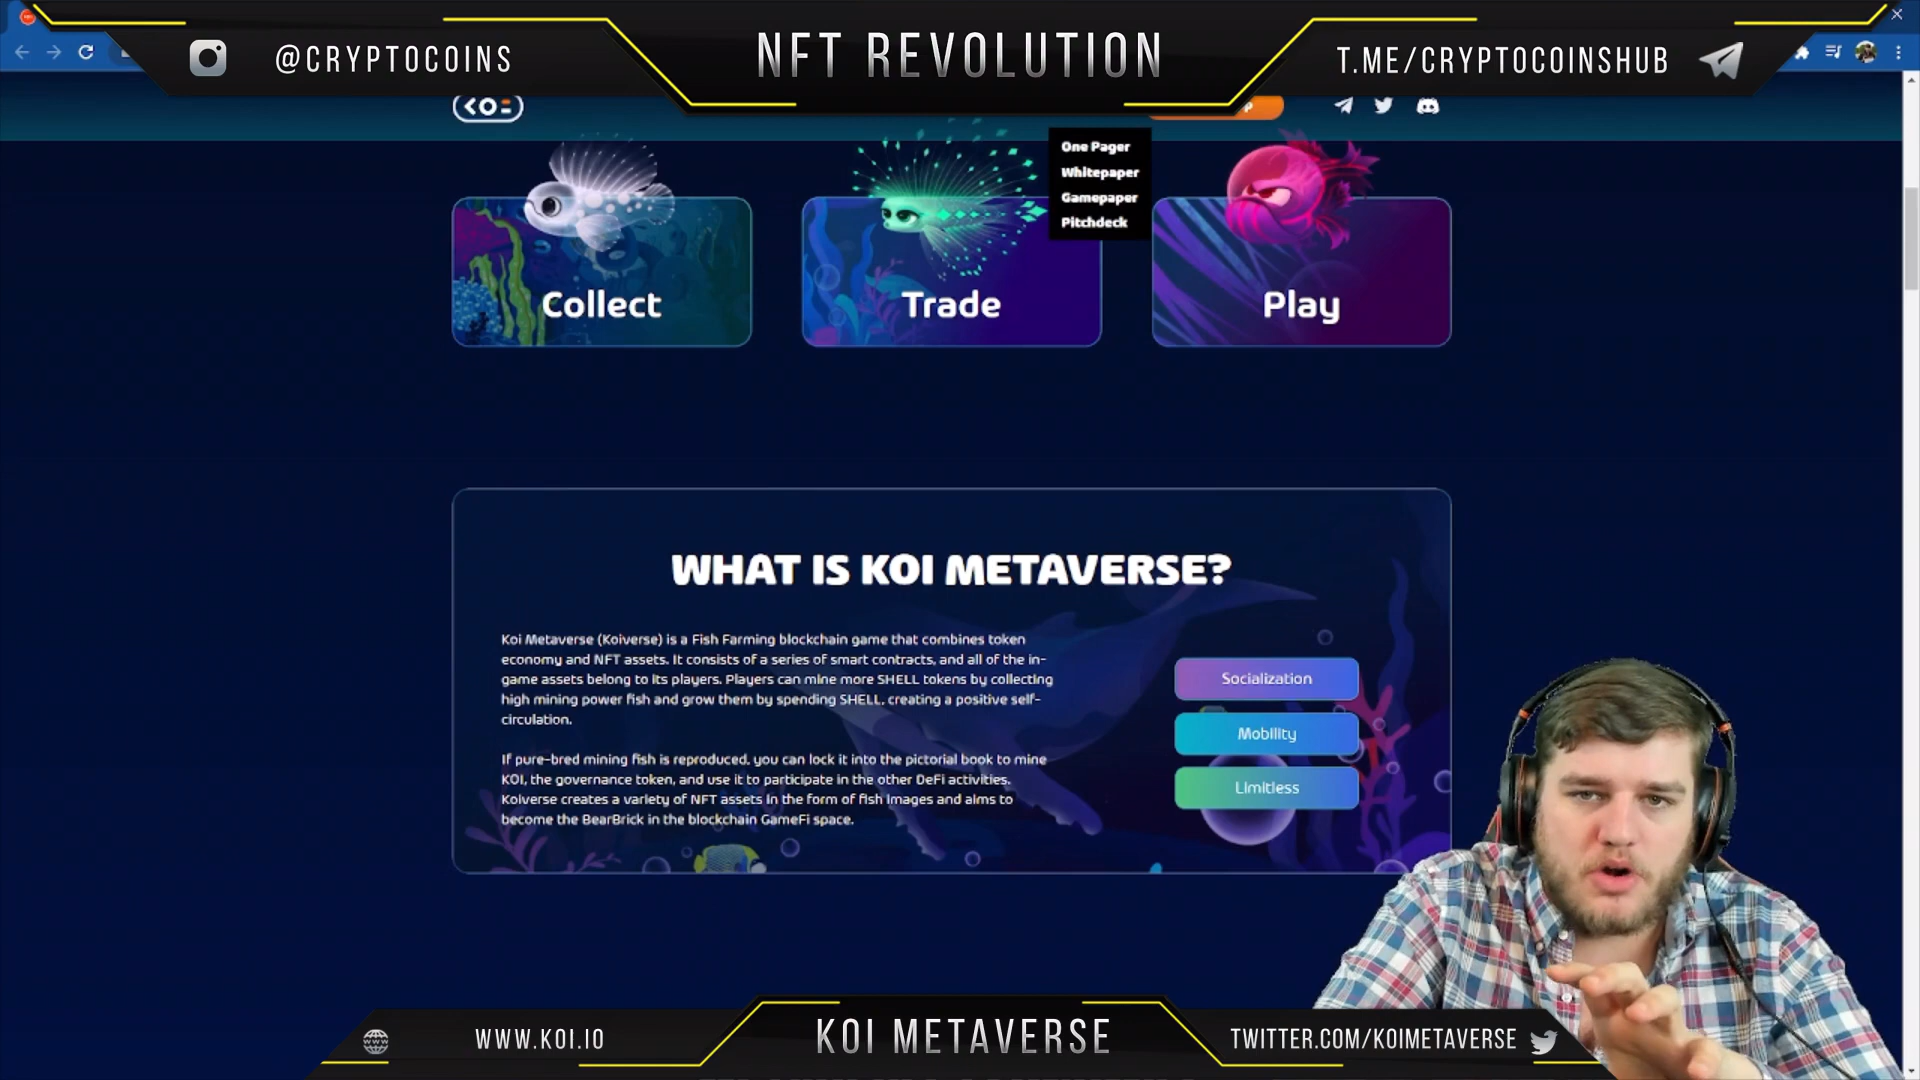 @CRYPTOCOINS
NFT REVOLUTION
T.ME/CRYPTOCOINSHUB
KOI
One Pager
Whitepaper
Gamepaper
Pitchdeck
Collect
Trade
Play
WHAT IS KOI METAVERSE?
Koi Metaverse (Koiverse) is a Fish Farming blockchain game that combines token
economy and NFT assets. It consists of a series of smart contracts, and all of the in-
game assets belong to its players. Players can mine more SHELL tokens by collecting
high mining power fish and grow them by spending SHELL, creating a positive self-
circulation.
If pure-bred mining fish is reproduced, you can lock it into the pictorial book to mine
KOI, the governance token, and use it to participate in the other DeFi activities.
Koiverse creates a variety of NFT assets in the form of fish images and aims to
become the BearBrick in the blockchain GameFi space.
Socialization
Mobility
Limitless
WWW.KOI.IO
KOI METAVERSE
TWITTER.COM/KOIMETAVERSE